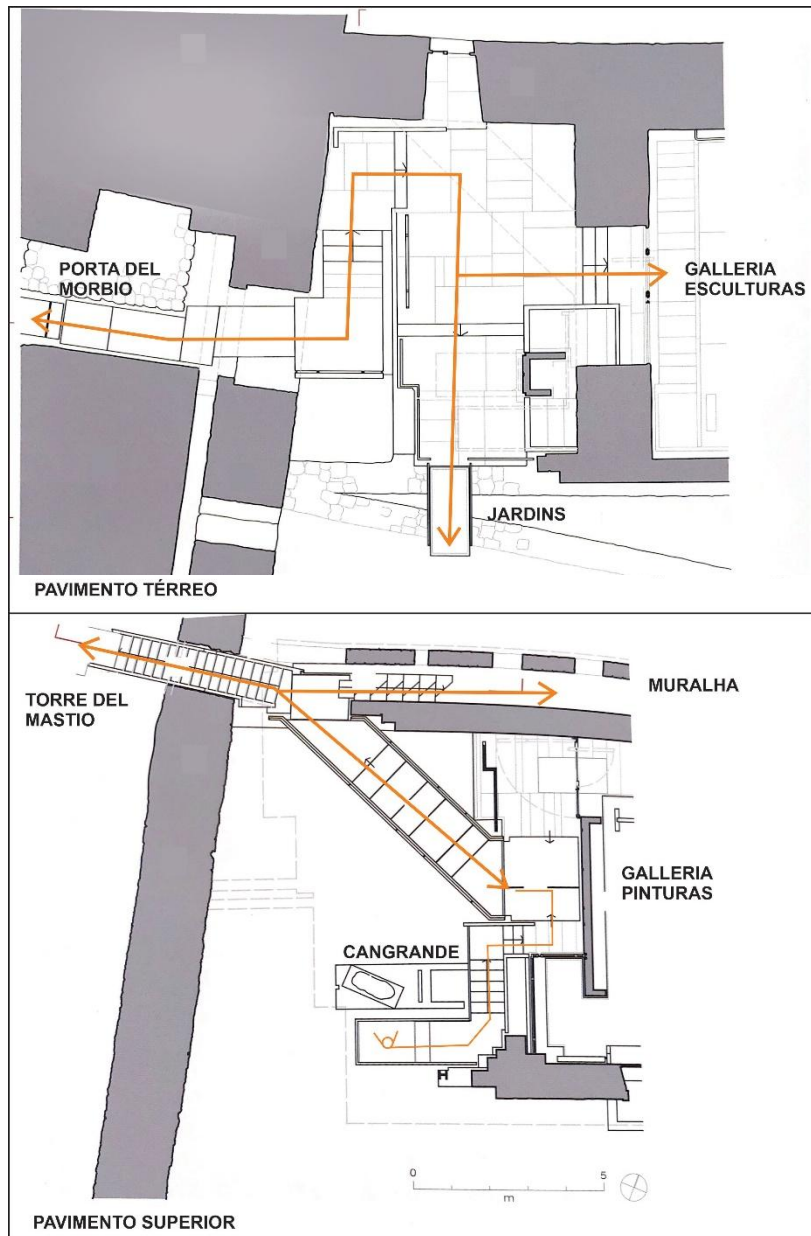 PORTA DEL
MORBIO
GALLERIA
ESCULTURAS
JARDINS
PAVIMENTO TÉRREO
TORRE DEL
MASTIO
MURALHA
GALLERIA
PINTURAS
CANGRANDE
0 5
m
PAVIMENTO SUPERIOR